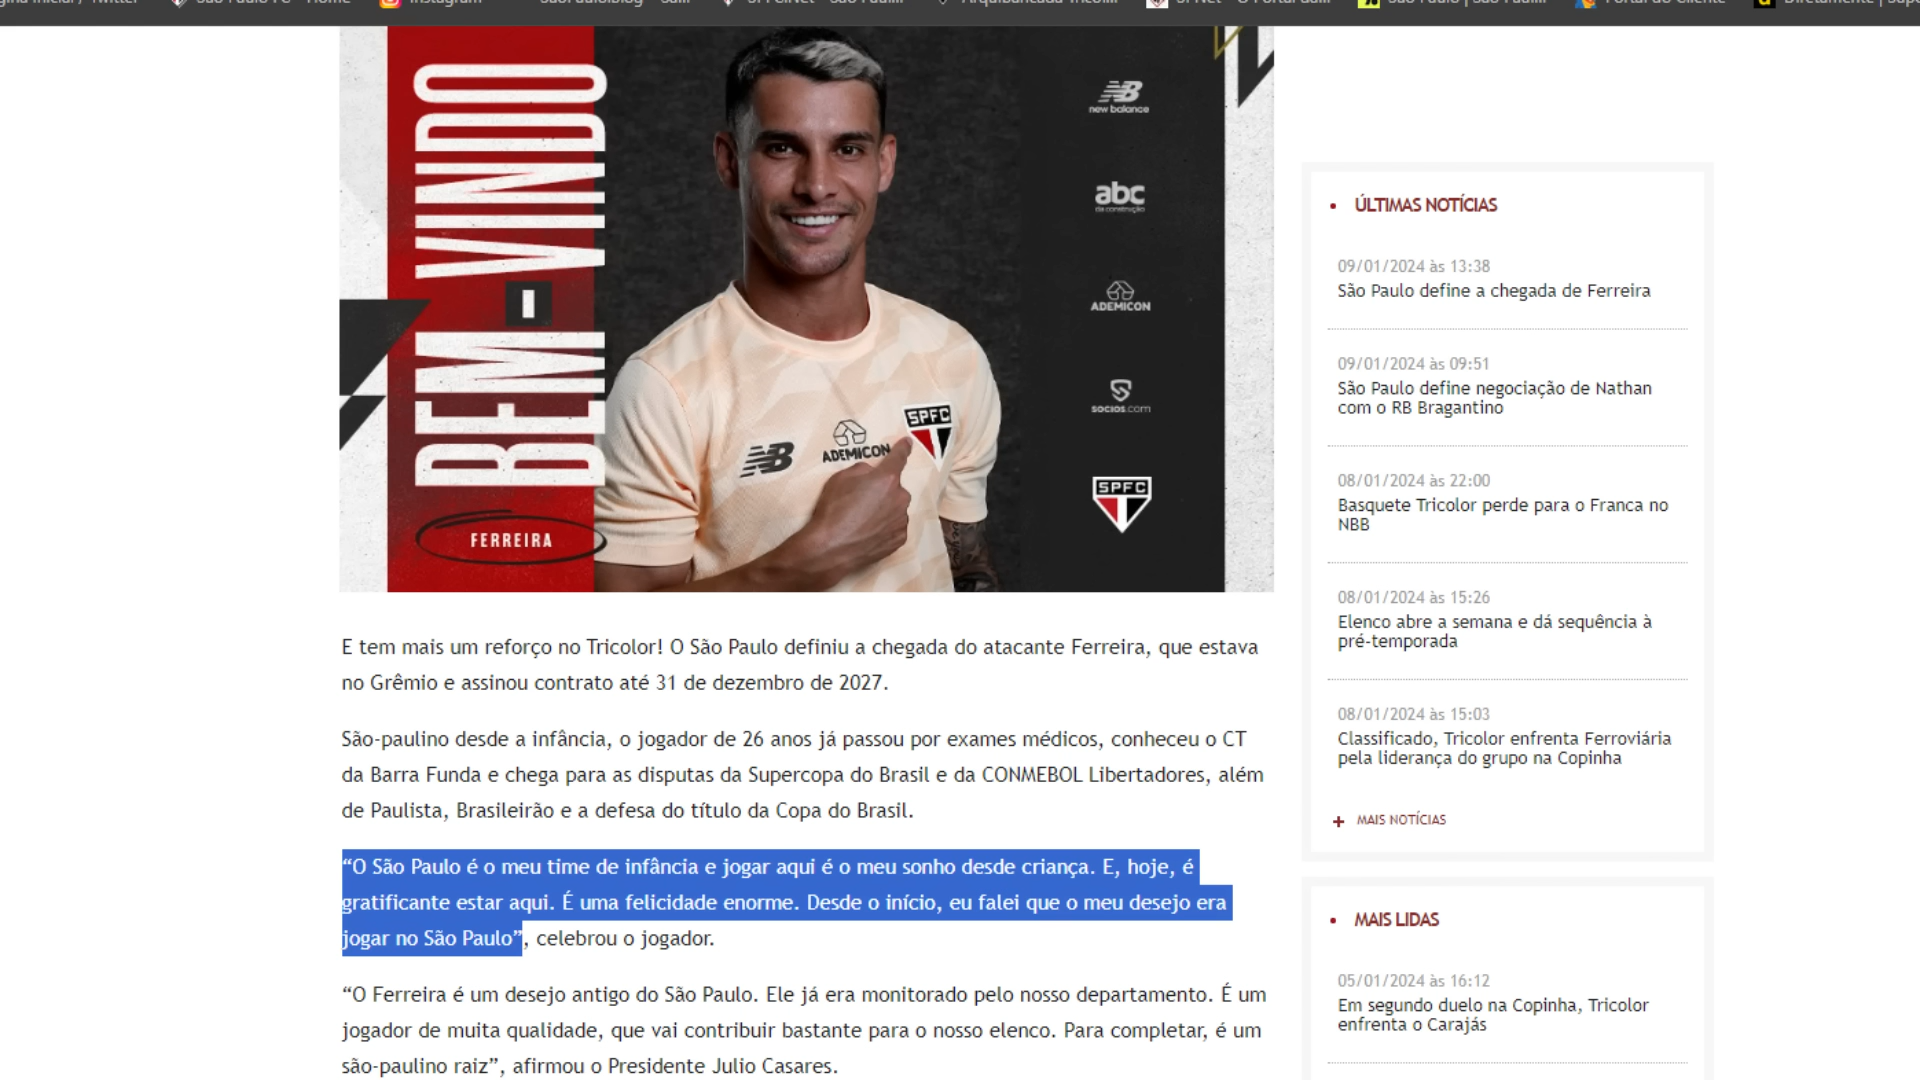 Instagram
BEM-VINDO
FERREIRA
new balance
abc
da construção
ADEMICON
socios.com
SPFC
NB
ADEMICON
SPFC
E tem mais um reforço no Tricolor! O São Paulo definiu a chegada do atacante Ferreira, que estava
no Grêmio e assinou contrato até 31 de dezembro de 2027.
São-paulino desde a infância, o jogador de 26 anos já passou por exames médicos, conheceu o CT
da Barra Funda e chega para as disputas da Supercopa do Brasil e da CONMEBOL Libertadores, além
de Paulista, Brasileirão e a defesa do título da Copa do Brasil.
“O São Paulo é o meu time de infância e jogar aqui é o meu sonho desde criança. E, hoje, é
gratificante estar aqui. É uma felicidade enorme. Desde o início, eu falei que o meu desejo era
jogar no São Paulo”, celebrou o jogador.
“O Ferreira é um desejo antigo do São Paulo. Ele já era monitorado pelo nosso departamento. É um
jogador de muita qualidade, que vai contribuir bastante para o nosso elenco. Para completar, é um
são-paulino raiz”, afirmou o Presidente Julio Casares.
ÚLTIMAS NOTÍCIAS
09/01/2024 às 13:38
São Paulo define a chegada de Ferreira
09/01/2024 às 09:51
São Paulo define negociação de Nathan
com o RB Bragantino
08/01/2024 às 22:00
Basquete Tricolor perde para o Franca no
NBB
08/01/2024 às 15:26
Elenco abre a semana e dá sequência à
pré-temporada
08/01/2024 às 15:03
Classificado, Tricolor enfrenta Ferroviária
pela liderança do grupo na Copinha
+ MAIS NOTÍCIAS
MAIS LIDAS
05/01/2024 às 16:12
Em segundo duelo na Copinha, Tricolor
enfrenta o Carajás